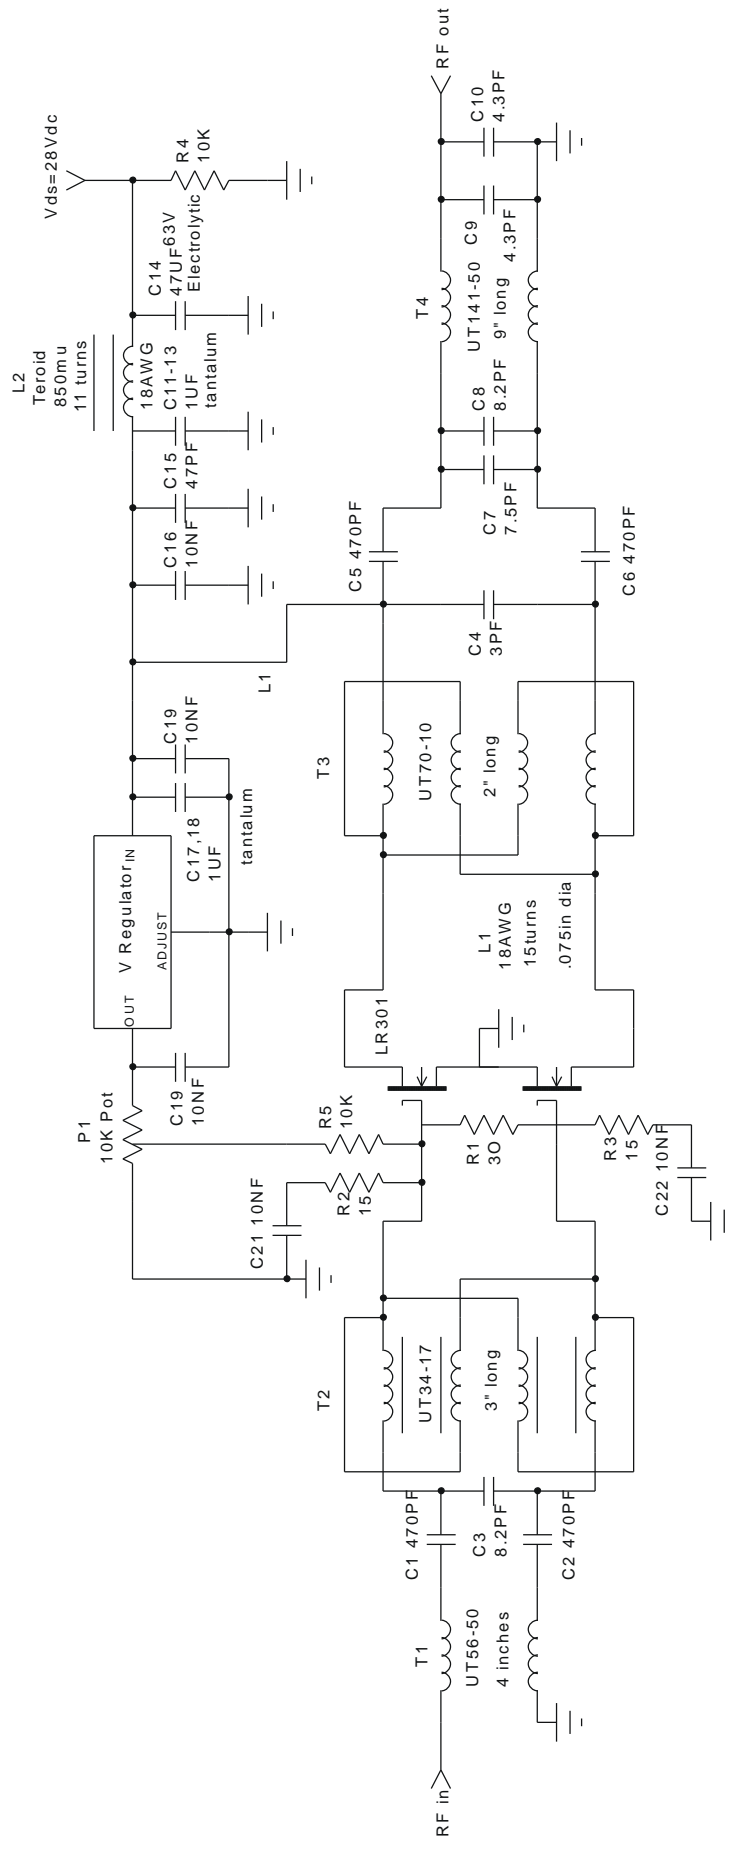 RF in
T1
UT56-50
4 inches
C1 470PF
C3
8.2PF
C2 470PF
T2
UT34-17
3" long
C21 10NF
R2
15
R5
10K
R1
30
R3
15
C22 10NF
P1
10K Pot
C19
10NF
OUT
V Regulator
IN
ADJUST
C17,18
1UF
tantalum
C19
10NF
LR301
L1
18AWG
15turns
.075in dia
T3
UT70-10
2" long
L1
C4
3PF
C5 470PF
C6 470PF
C16
10NF
C15
47PF
C11-13
1UF
tantalum
L2
Teroid
850mu
11 turns
18AWG
C14
47UF 63V
Electrolytic
Vds=28Vdc
R4
10K
C7
7.5PF
C8
8.2PF
T4
UT141-50
9" long
C9
4.3PF
C10
4.3PF
RF out